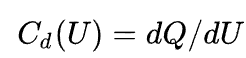 C_d(U) = dQ/dU